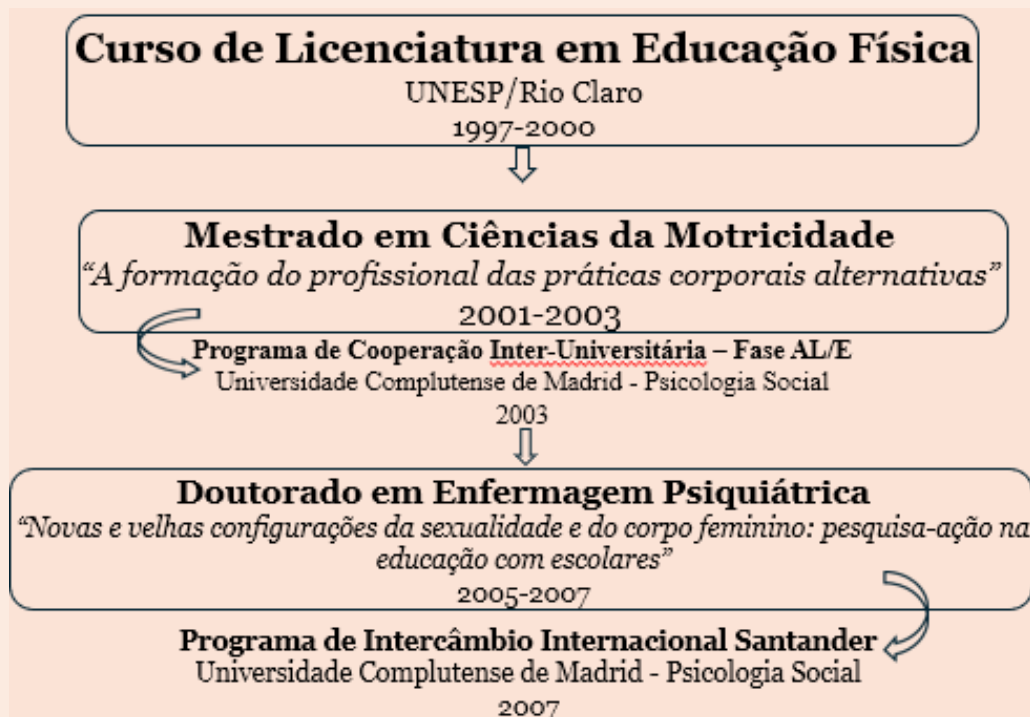 Curso de Licenciatura em Educação Física
UNESP/Rio Claro
1997-2000
Mestrado em Ciências da Motricidade
“A formação do profissional das práticas corporais alternativas”
2001-2003
Programa de Cooperação Inter-Universitária – Fase AL/E
Universidade Complutense de Madrid - Psicologia Social
2003
Doutorado em Enfermagem Psiquiátrica
“Novas e velhas configurações da sexualidade e do corpo feminino: pesquisa-ação na
educação com escolares”
2005-2007
Programa de Intercâmbio Internacional Santander
Universidade Complutense de Madrid - Psicologia Social
2007